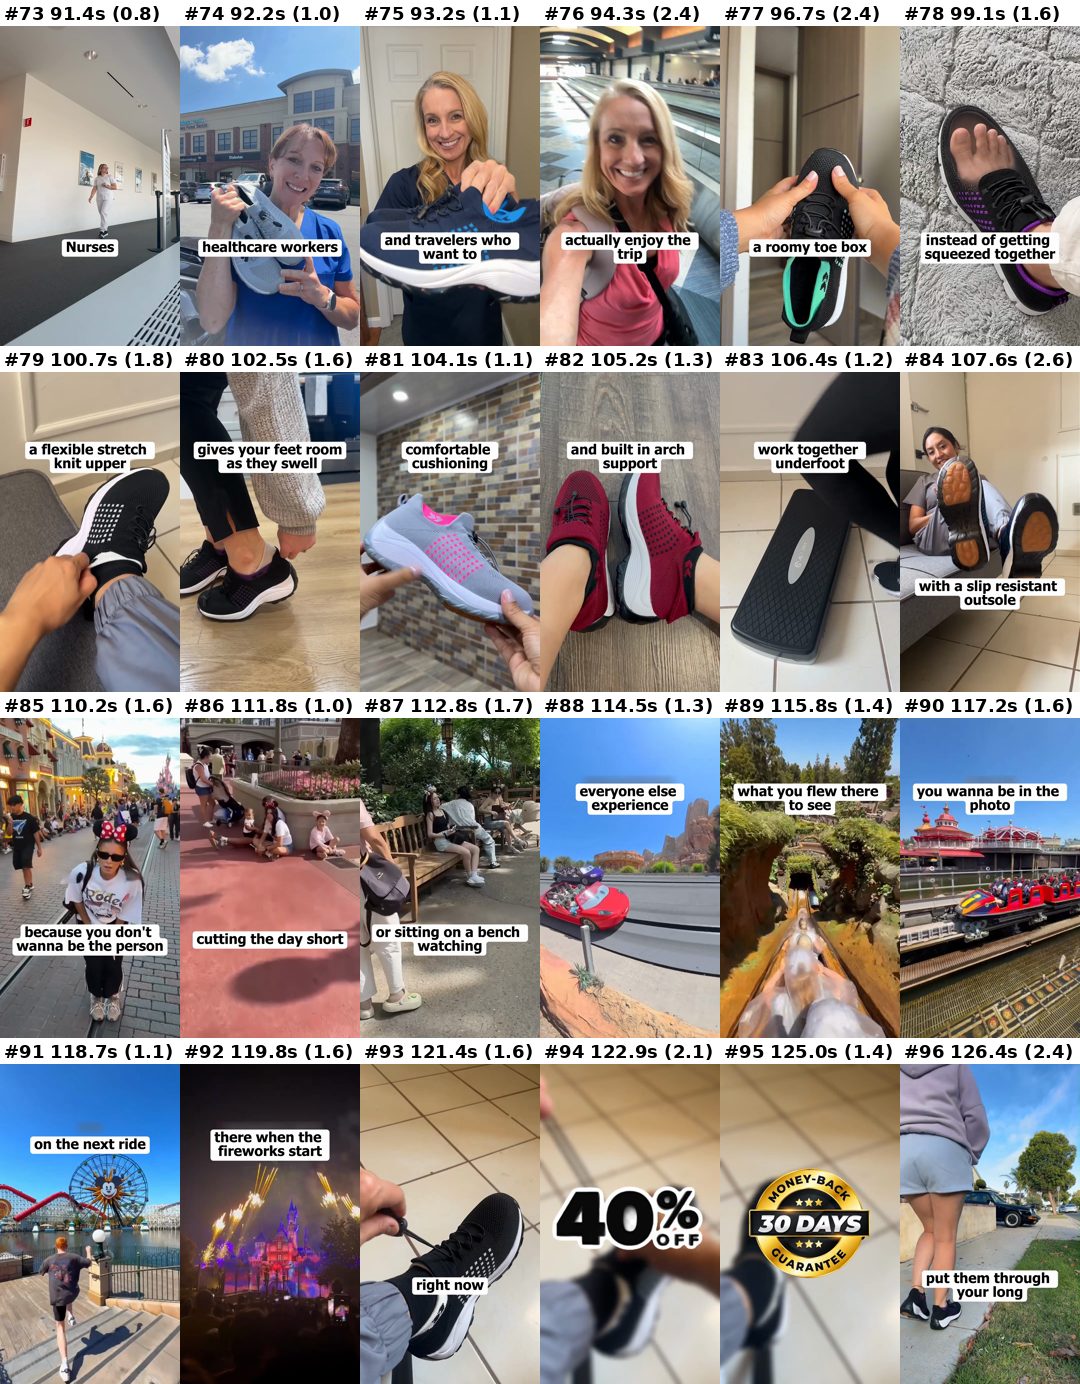 #73 91.4s (0.8)
#74 92.2s (1.0)
#75 93.2s (1.1)
#76 94.3s (2.4)
#77 96.7s (2.4)
#78 99.1s (1.6)
Nurses
healthcare workers
and travelers who
want to
actually enjoy the
trip
a roomy toe box
instead of getting
squeezed together
#79 100.7s (1.8)
#80 102.5s (1.6)
#81 104.1s (1.1)
#82 105.2s (1.3)
#83 106.4s (1.2)
#84 107.6s (2.6)
a flexible stretch
knit upper
gives your feet room
as they swell
comfortable
cushioning
and built in arch
support
work together
underfoot
with a slip resistant
outsole
#85 110.2s (1.6)
#86 111.8s (1.0)
#87 112.8s (1.7)
#88 114.5s (1.3)
#89 115.8s (1.4)
#90 117.2s (1.6)
because you don't
wanna be the person
cutting the day short
or sitting on a bench
watching
everyone else
experience
what you flew there
to see
you wanna be in the
photo
#91 118.7s (1.1)
#92 119.8s (1.6)
#93 121.4s (1.6)
#94 122.9s (2.1)
#95 125.0s (1.4)
#96 126.4s (2.4)
on the next ride
there when the
fireworks start
right now
40%
OFF
MONEY-BACK
30 DAYS
GUARANTEE
put them through
your long